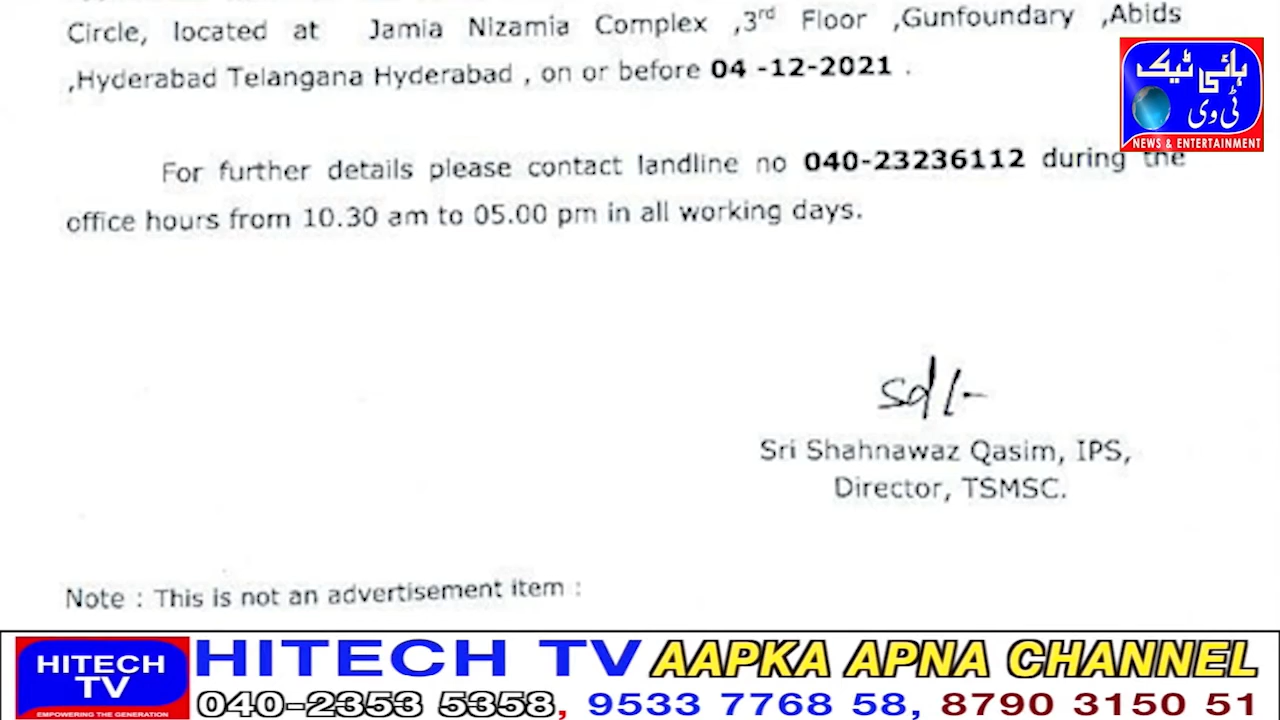 Circle, located at Jamia Nizamia Complex ,3rd Floor ,Gunfoundary ,Abids
,Hyderabad Telangana Hyderabad , on or before 04 -12-2021 .
ہائی ٹیک
ٹی وی
NEWS & ENTERTAINMENT
For further details please contact landline no 040-23236112 during the
office hours from 10.30 am to 05.00 pm in all working days.
sd/-
Sri Shahnawaz Qasim, IPS,
Director, TSMSC.
Note : This is not an advertisement item :
HITECH
TV
EMPOWERING THE GENERATION
HITECH TV AAPKA APNA CHANNEL
040-2353 5358, 9533 7768 58, 8790 3150 51